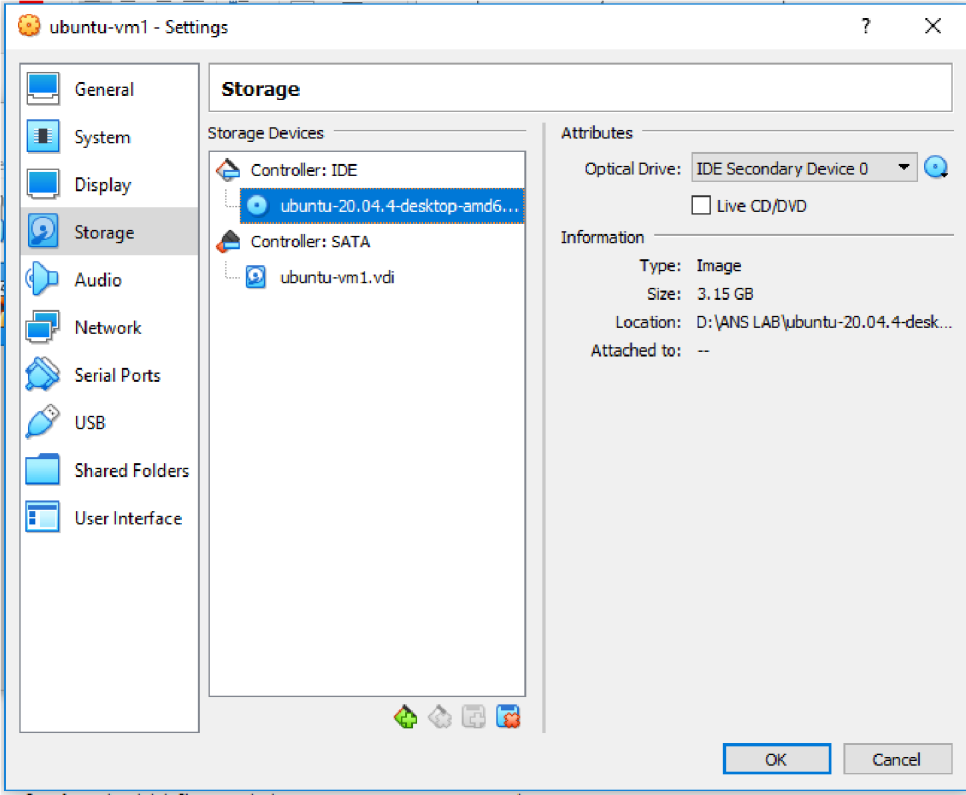 ubuntu-vm1 - Settings
?
General
System
Display
Storage
Audio
Network
Serial Ports
USB
Shared Folders
User Interface
Storage
Storage Devices
Controller: IDE
ubuntu-20.04.4-desktop-amd6...
Controller: SATA
ubuntu-vm1.vdi
Attributes
Optical Drive: IDE Secondary Device 0
Live CD/DVD
Information
Type: Image
Size: 3.15 GB
Location: D:\ANS LAB\ubuntu-20.04.4-desk...
Attached to: --
OK Cancel